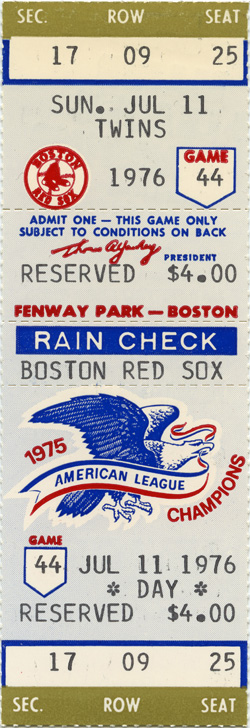 SEC. ROW SEAT
17 09 25
SUN. JUL 11
TWINS
BOSTON RED SOX
1976
GAME
44
ADMIT ONE — THIS GAME ONLY
SUBJECT TO CONDITIONS ON BACK
PRESIDENT
RESERVED $4.00
FENWAY PARK — BOSTON
RAIN CHECK
BOSTON RED SOX
1975
AMERICAN LEAGUE
CHAMPIONS
GAME
44
JUL 11 1976
* DAY *
RESERVED $4.00
17 09 25
SEC. ROW SEAT